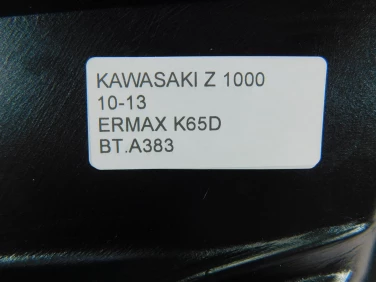 KAWASAKI Z 1000
10-13
ERMAX K65D
BT.A383